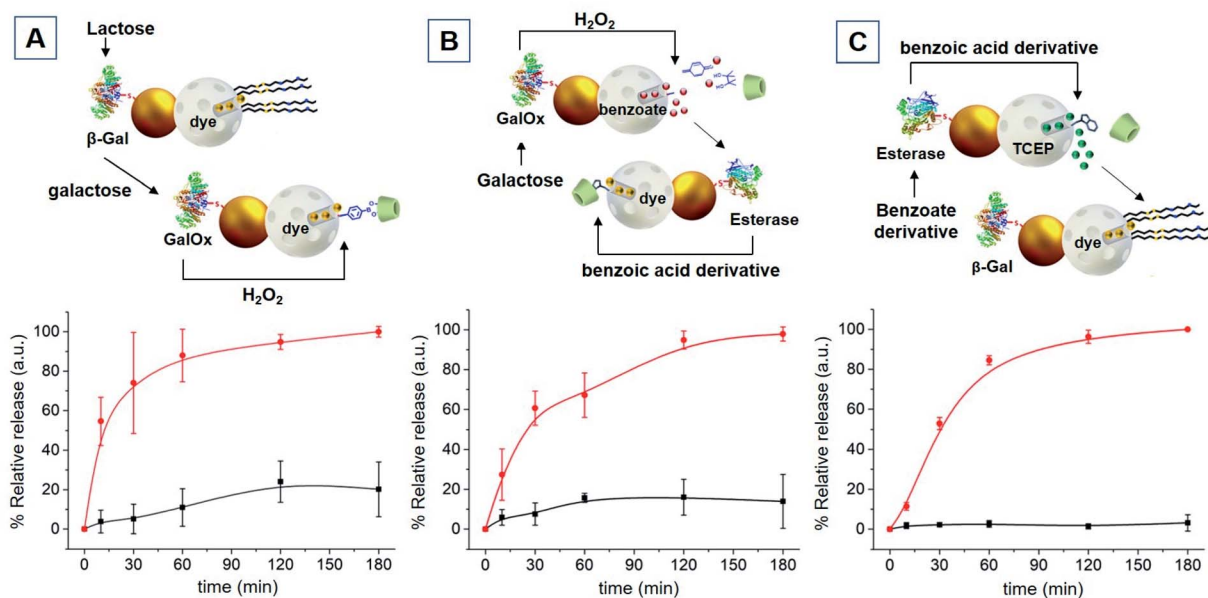 A
Lactose
β-Gal
S
dye
galactose
GalOx
S
dye
H₂O₂
% Relative release (a.u.)
100
80
60
40
20
0
0 30 60 90 120 150 180
time (min)
B
H₂O₂
GalOx
S
benzoate
Galactose
dye
S
Esterase
benzoic acid derivative
% Relative release (a.u.)
100
80
60
40
20
0
0 30 60 90 120 150 180
time (min)
C
benzoic acid derivative
Esterase
S
TCEP
Benzoate
derivative
β-Gal
S
dye
% Relative release (a.u.)
100
80
60
40
20
0
0 30 60 90 120 150 180
time (min)